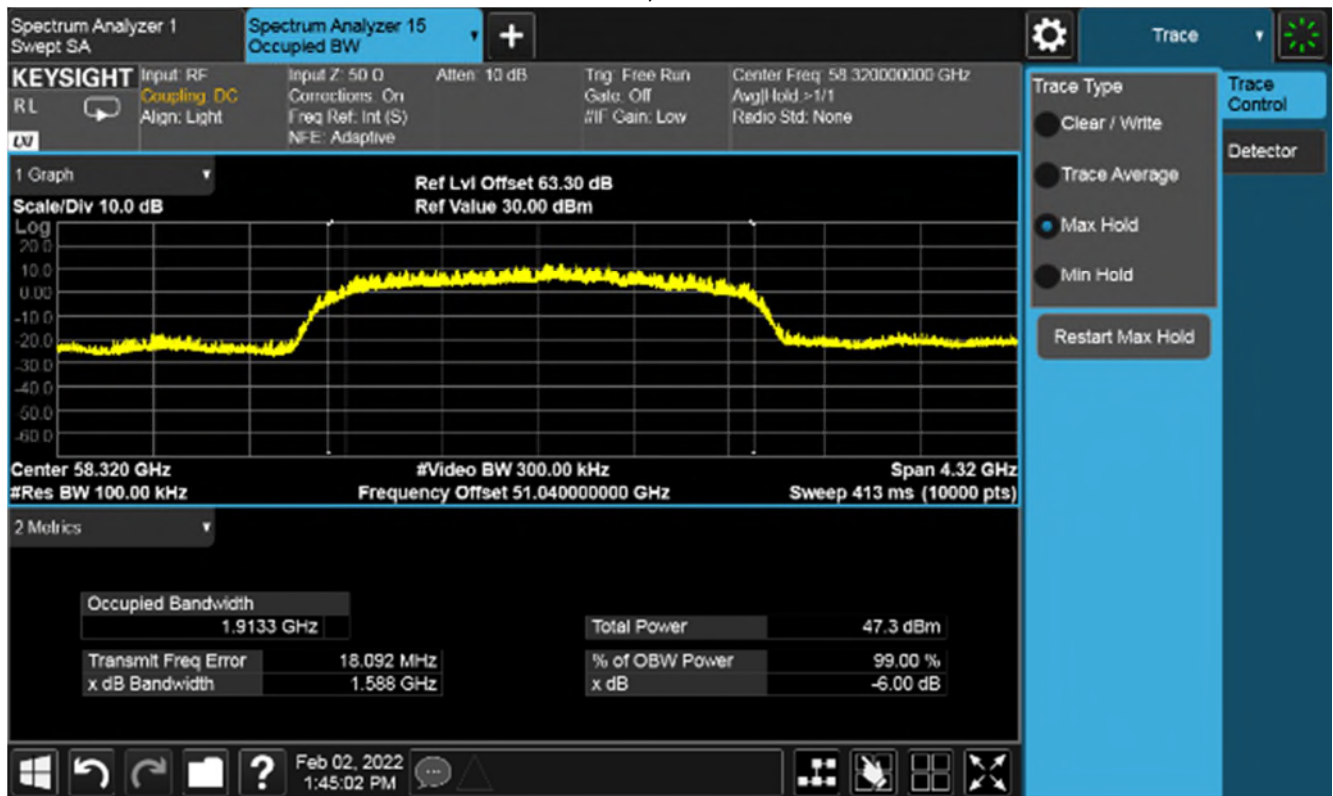 Spectrum Analyzer 1
Swept SA
Spectrum Analyzer 15
Occupied BW
+
Trace
KEYSIGHT
RL
LXI
Input: RF
Coupling: DC
Align: Light
Input Z: 50 Ω
Corrections: On
Freq Ref: Int (S)
NFE: Adaptive
Atten: 10 dB
Trig: Free Run
Gate: Off
#IF Gain: Low
Center Freq: 58.320000000 GHz
Avg|Hold:>1/1
Radio Std: None
Trace Type
Clear / Write
Trace Average
Max Hold
Min Hold
Restart Max Hold
Trace
Control
Detector
1 Graph
Scale/Div 10.0 dB
Ref Lvl Offset 63.30 dB
Ref Value 30.00 dBm
Log
20.0
10.0
0.00
-10.0
-20.0
-30.0
-40.0
-50.0
-60.0
Center 58.320 GHz
#Video BW 300.00 kHz
Span 4.32 GHz
#Res BW 100.00 kHz
Frequency Offset 51.040000000 GHz
Sweep 413 ms (10000 pts)
2 Metrics
Occupied Bandwidth
1.9133 GHz
Total Power 47.3 dBm
Transmit Freq Error 18.092 MHz
% of OBW Power 99.00 %
x dB Bandwidth 1.588 GHz
x dB -6.00 dB
?
Feb 02, 2022
1:45:02 PM